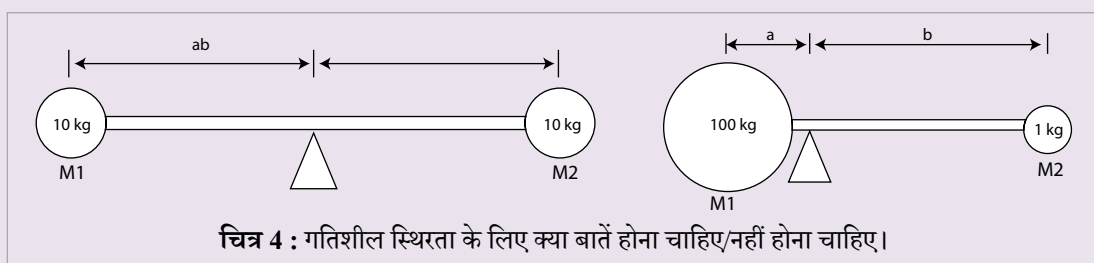 ab
10 kg
10 kg
M1
M2
a
b
100 kg
1 kg
M1
M2
चित्र 4 : गतिशील स्थिरता के लिए क्या बातें होना चाहिए/नहीं होना चाहिए।